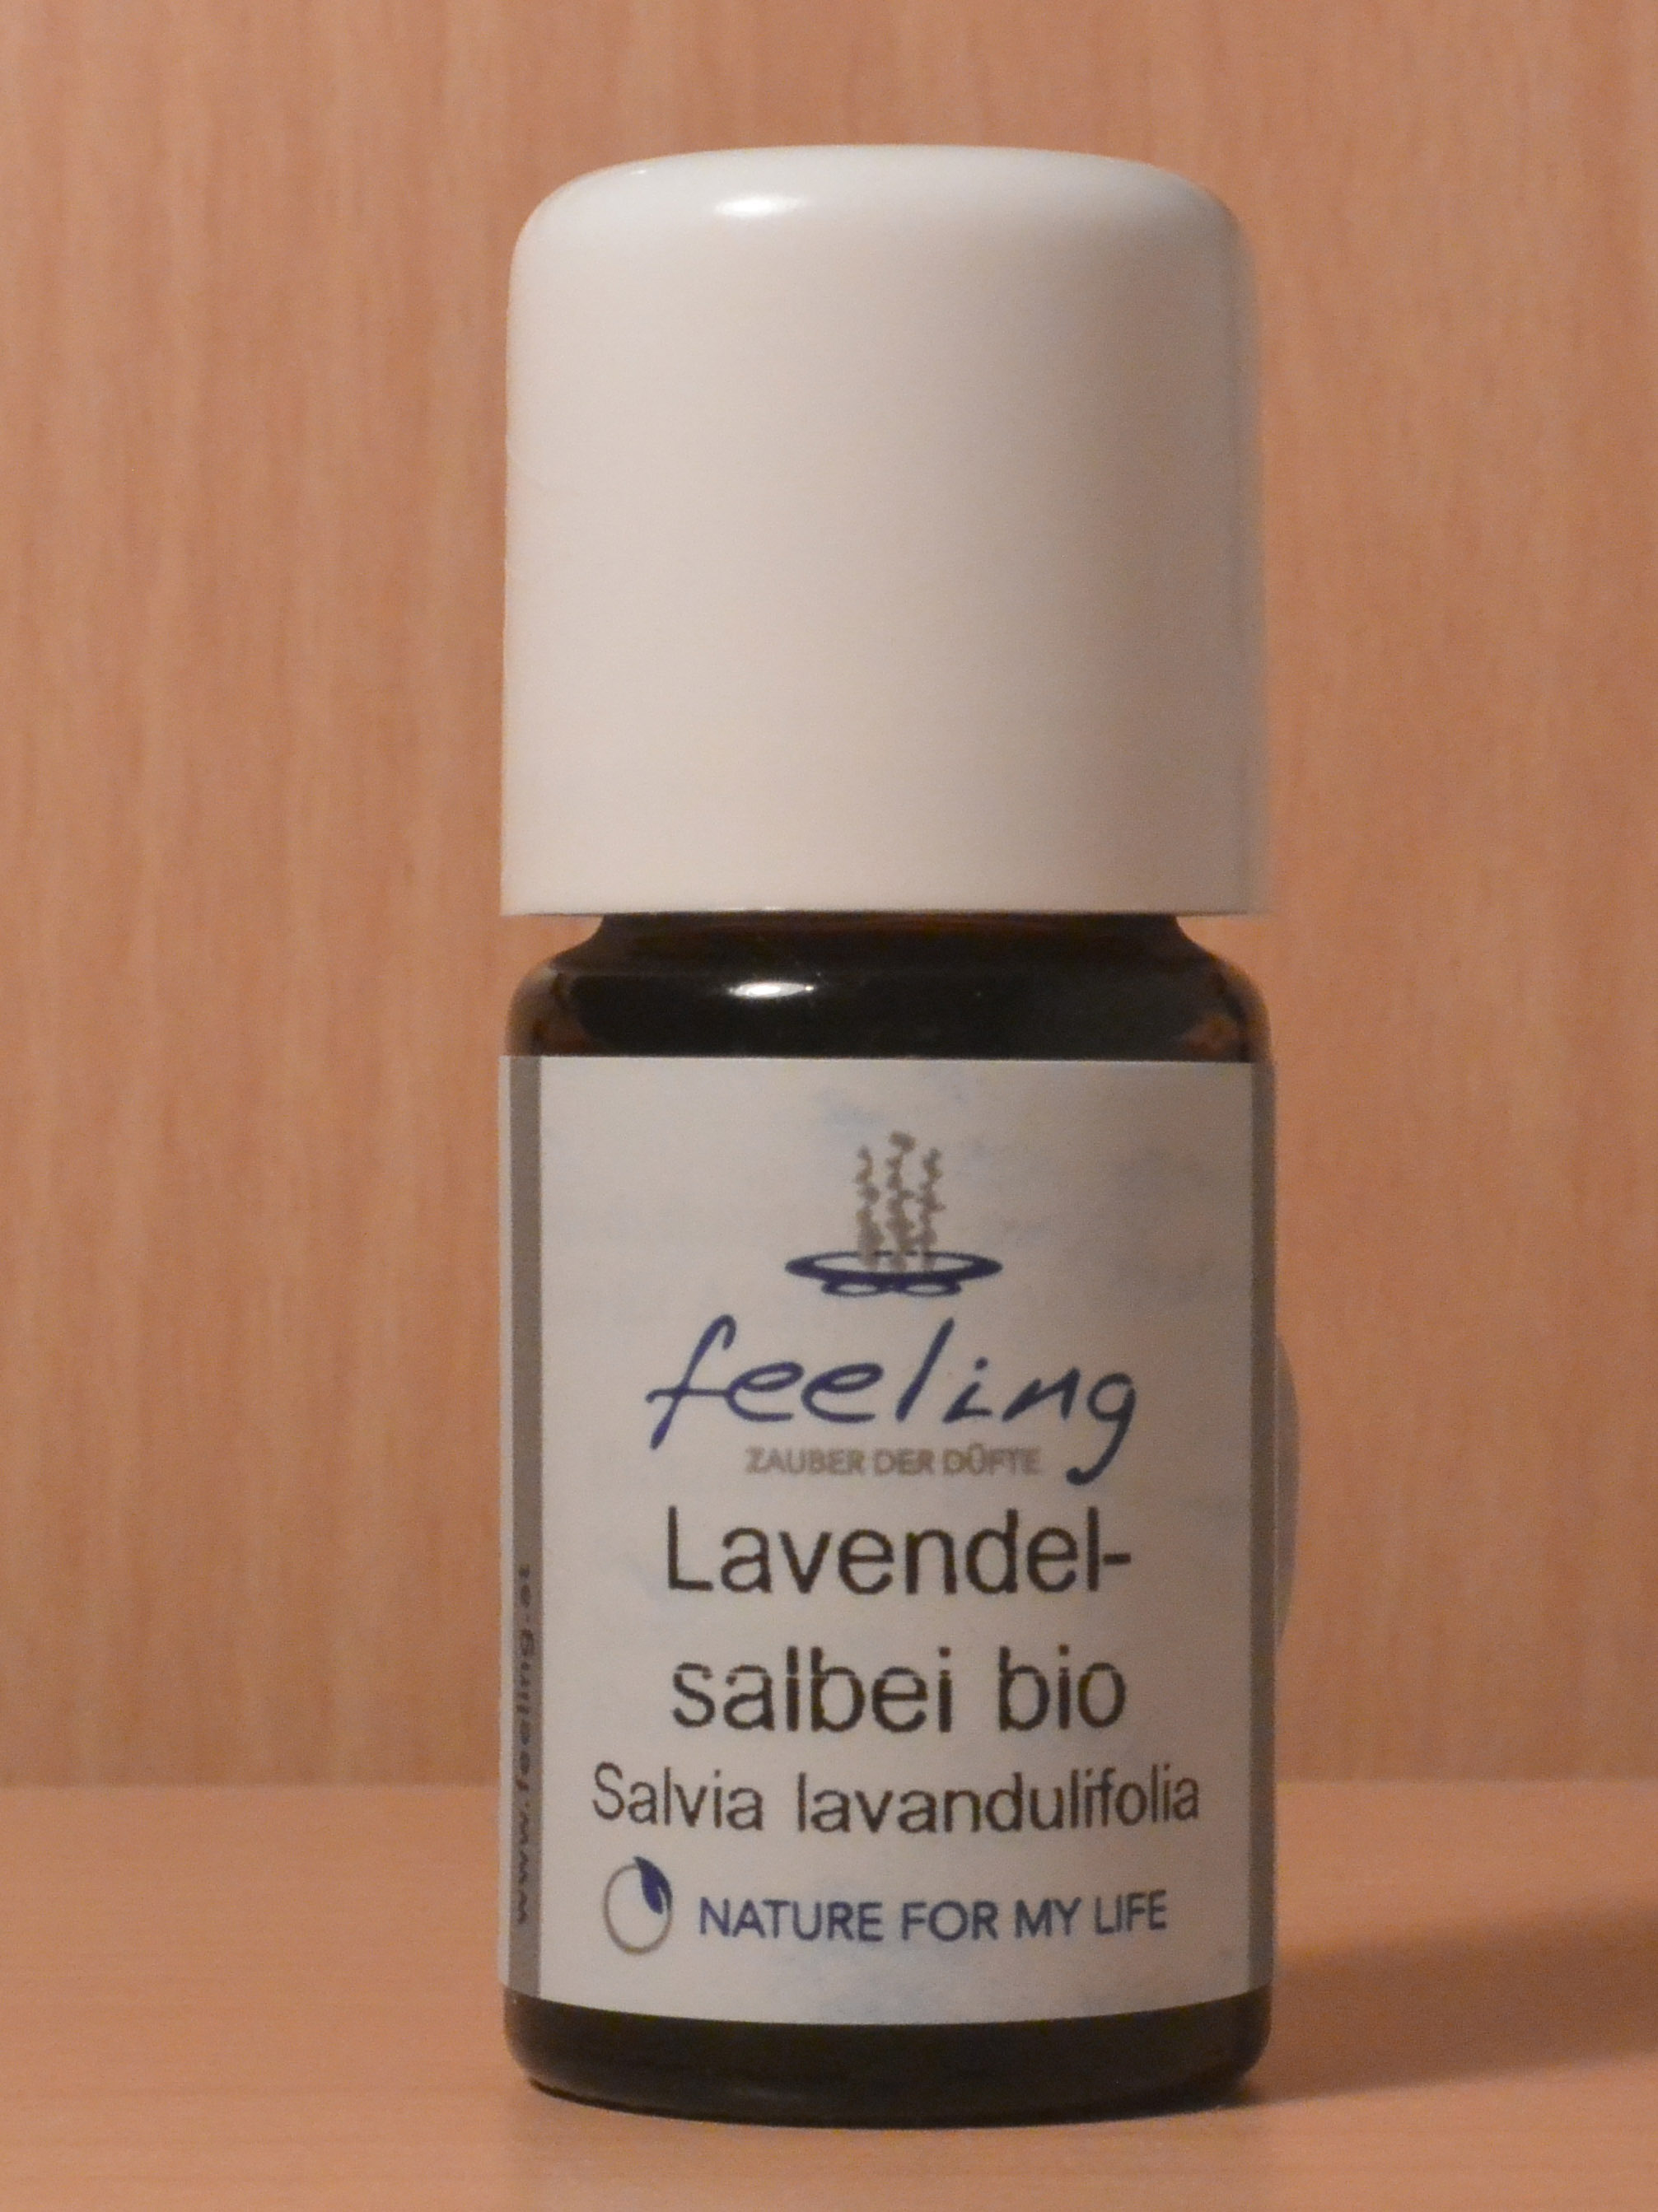 feeling
ZAUBER DER DÜFTE
Lavendel-
salbei bio
Salvia lavandulifolia
NATURE FOR MY LIFE
www.feeling.at